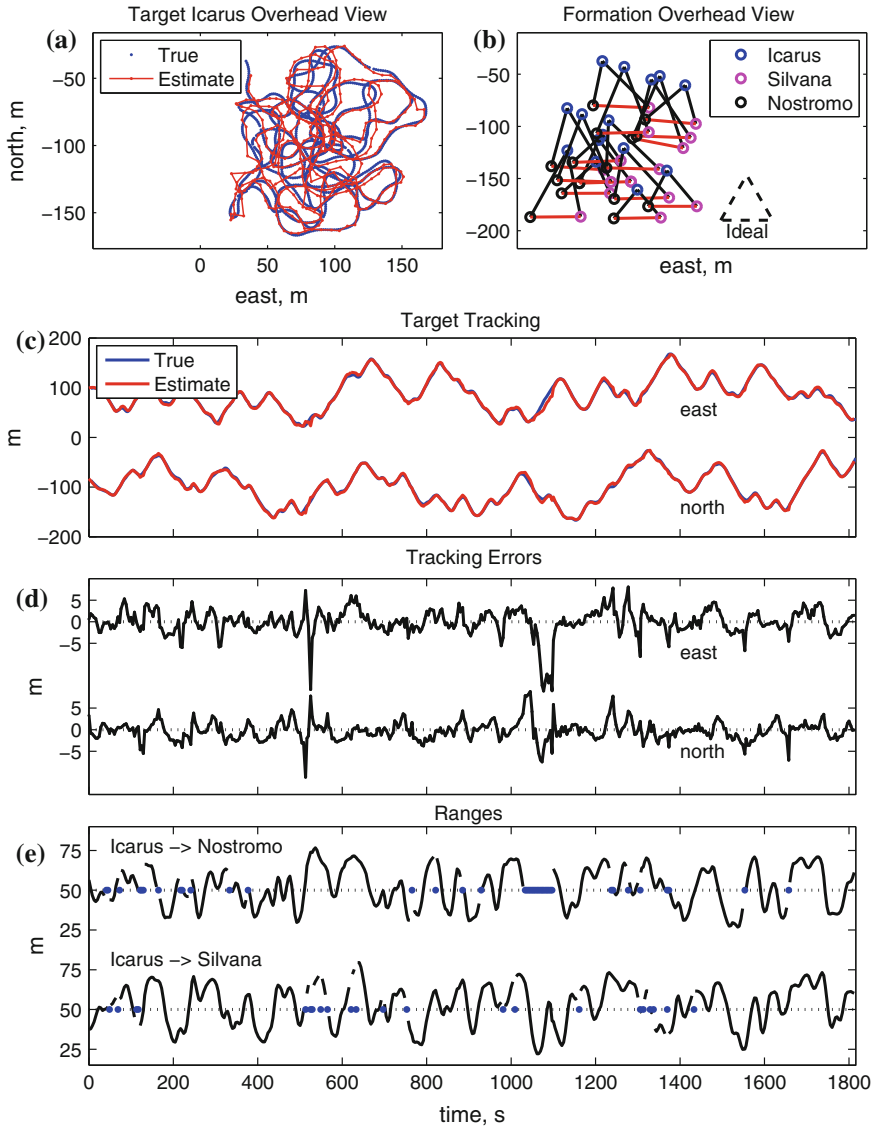 Target Icarus Overhead View
(a)
True
Estimate
−50
−100
−150
north, m
0
50
100
150
east, m
Formation Overhead View
(b)
Icarus
Silvana
Nostromo
−50
−100
−150
−200
Ideal
east, m
Target Tracking
(c)
True
Estimate
200
100
0
−100
−200
m
east
north
Tracking Errors
(d)
5
0
−5
east
m
5
0
−5
north
Ranges
(e)
Icarus −> Nostromo
75
50
25
m
Icarus −> Silvana
75
50
25
0
200
400
600
800
1000
1200
1400
1600
1800
time, s